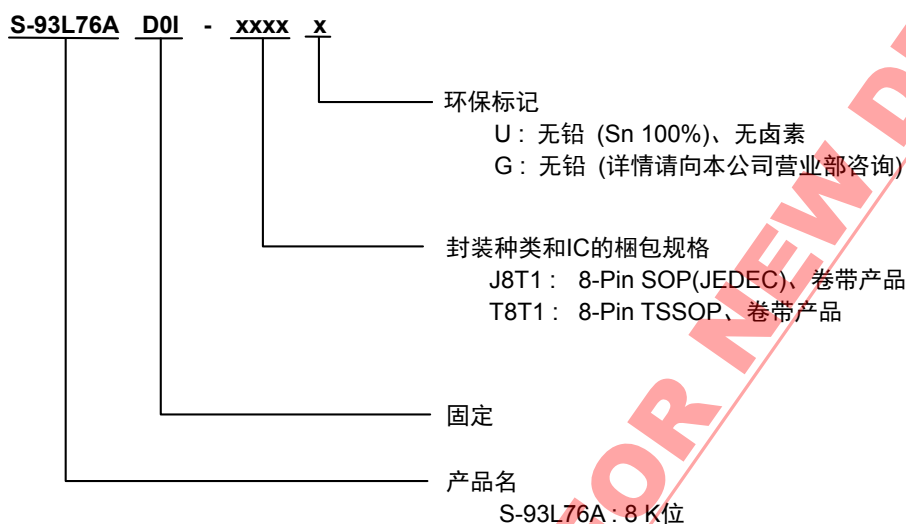 S-93L76A D0I - xxxx x
环保标记
U : 无铅 (Sn 100%)、无卤素
G : 无铅 (详情请向本公司营业部咨询)
封装种类和IC的梱包规格
J8T1 : 8-Pin SOP(JEDEC)、卷带产品
T8T1 : 8-Pin TSSOP、卷带产品
固定
产品名
S-93L76A : 8 K位
FOR NEW